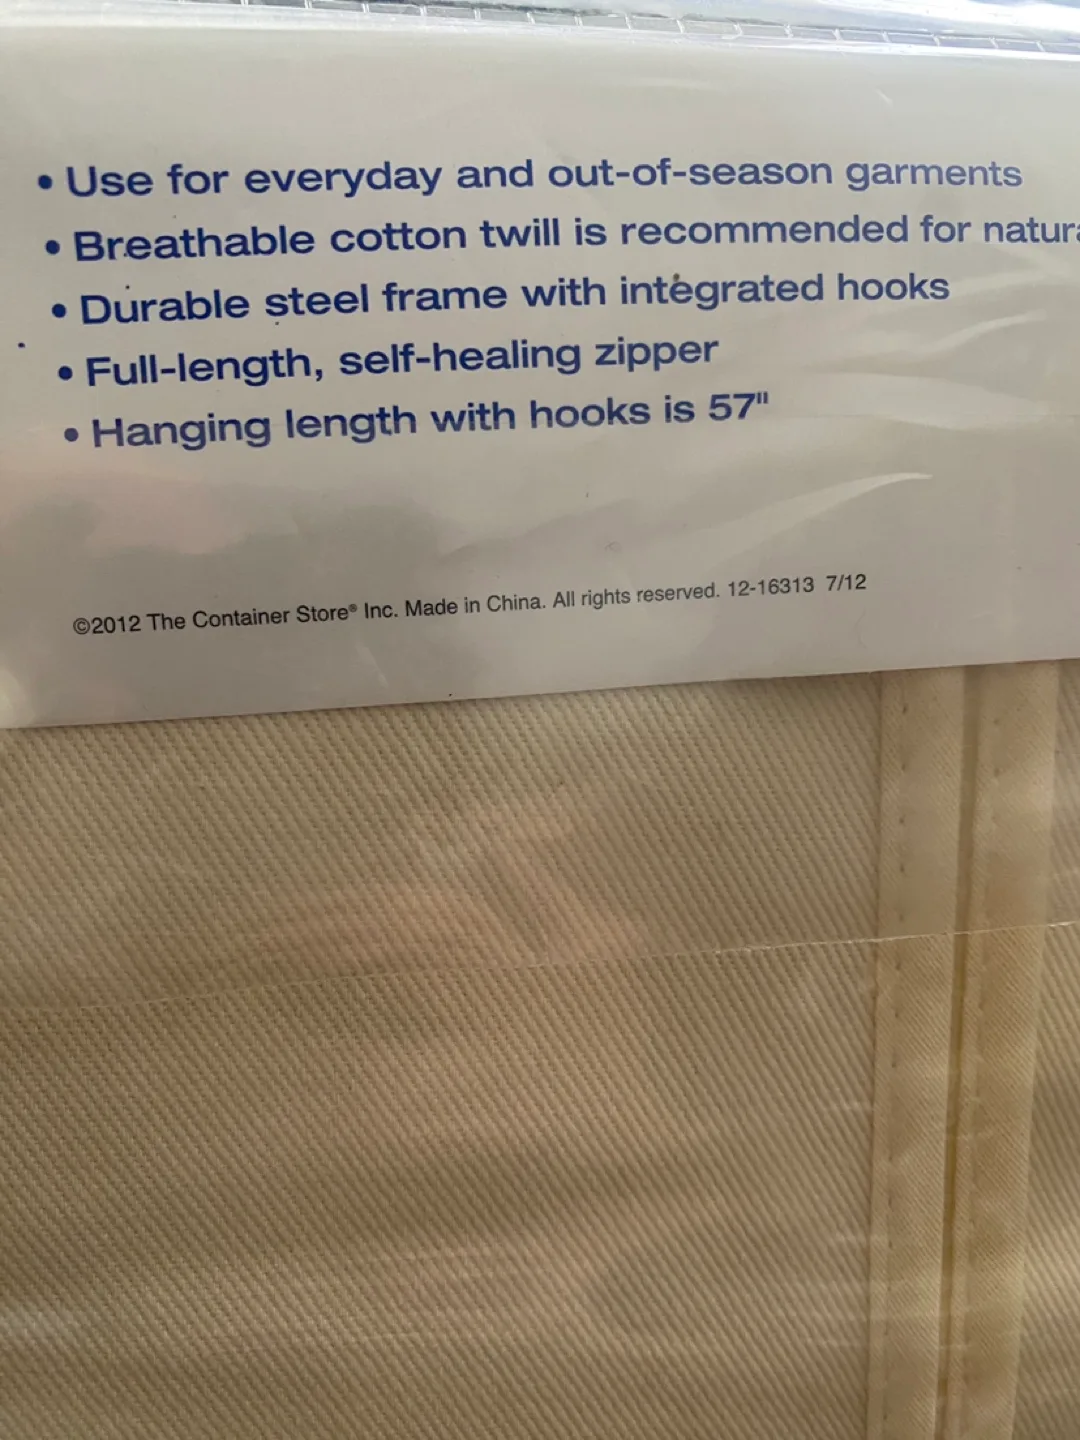 • Use for everyday and out-of-season garments
• Breathable cotton twill is recommended for
• Durable steel frame with integrated hooks
• Full-length, self-healing zipper
• Hanging length with hooks is 57"
©2012 The Container Store® Inc. Made in China. All rights reserved. 12-16313 7/12